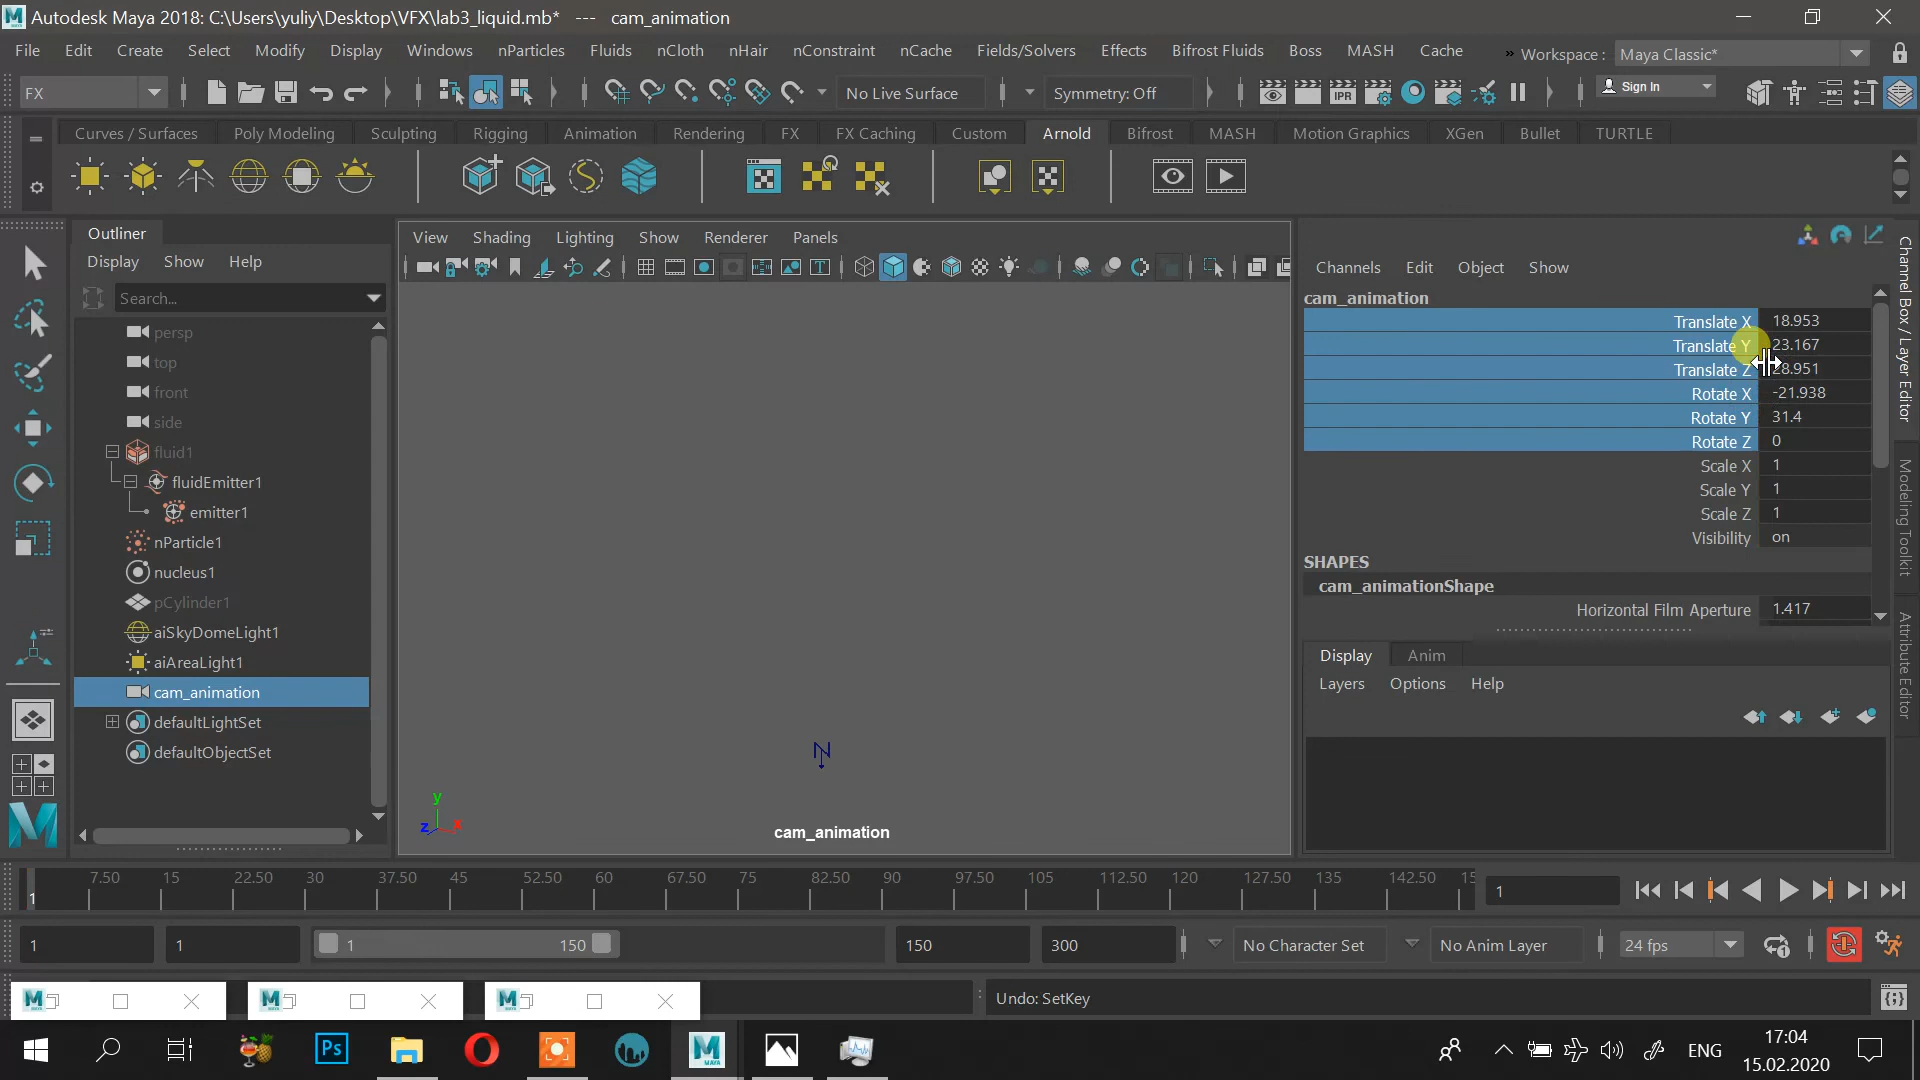 Autodesk Maya 2018: C:\Users\yuliy\Desktop\VFX\lab3_liquid.mb* --- cam_animation
File Edit Create Select Modify Display Windows nParticles Fluids nCloth nHair nConstraint nCache Fields/Solvers Effects Bifrost Fluids Boss MASH Cache » Workspace : Maya Classic*
FX No Live Surface Symmetry: Off IPR Sign In
Curves / Surfaces Poly Modeling Sculpting Rigging Animation Rendering FX FX Caching Custom Arnold Bifrost MASH Motion Graphics XGen Bullet TURTLE
Outliner
Display Show Help
Search...
persp
top
front
side
fluid1
fluidEmitter1
emitter1
nParticle1
nucleus1
pCylinder1
aiSkyDomeLight1
aiAreaLight1
cam_animation
defaultLightSet
defaultObjectSet
View Shading Lighting Show Renderer Panels
N
y
z x
cam_animation
Channels Edit Object Show
cam_animation
Translate X 18.953
Translate Y 23.167
Translate Z 28.951
Rotate X -21.938
Rotate Y 31.4
Rotate Z 0
Scale X 1
Scale Y 1
Scale Z 1
Visibility on
SHAPES
cam_animationShape
Horizontal Film Aperture 1.417
Display Anim
Layers Options Help
Channel Box / Layer Editor
Modeling Toolkit
Attribute Editor
1 7.50 15 22.50 30 37.50 45 52.50 60 67.50 75 82.50 90 97.50 105 112.50 120 127.50 135 142.50 15 1
1 1 1 150 150 300 No Character Set No Anim Layer 24 fps
Undo: SetKey
Ps MAYA ENG
17:04
15.02.2020